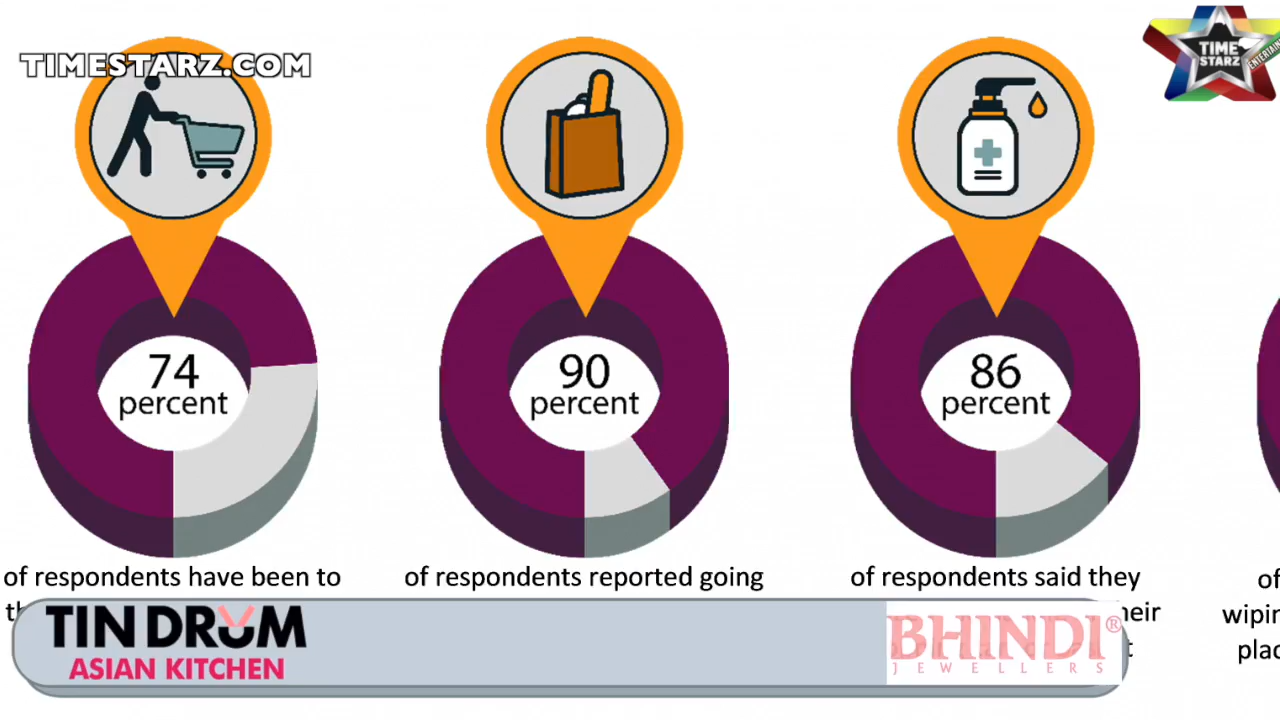 TIMESTARZ.COM
TIME
STARZ
74
percent
90
percent
86
percent
of respondents have been to
of respondents reported going
of respondents said they
of
wipin
plac
TIN DRUM
ASIAN KITCHEN
BHINDI®
JEWELLERS